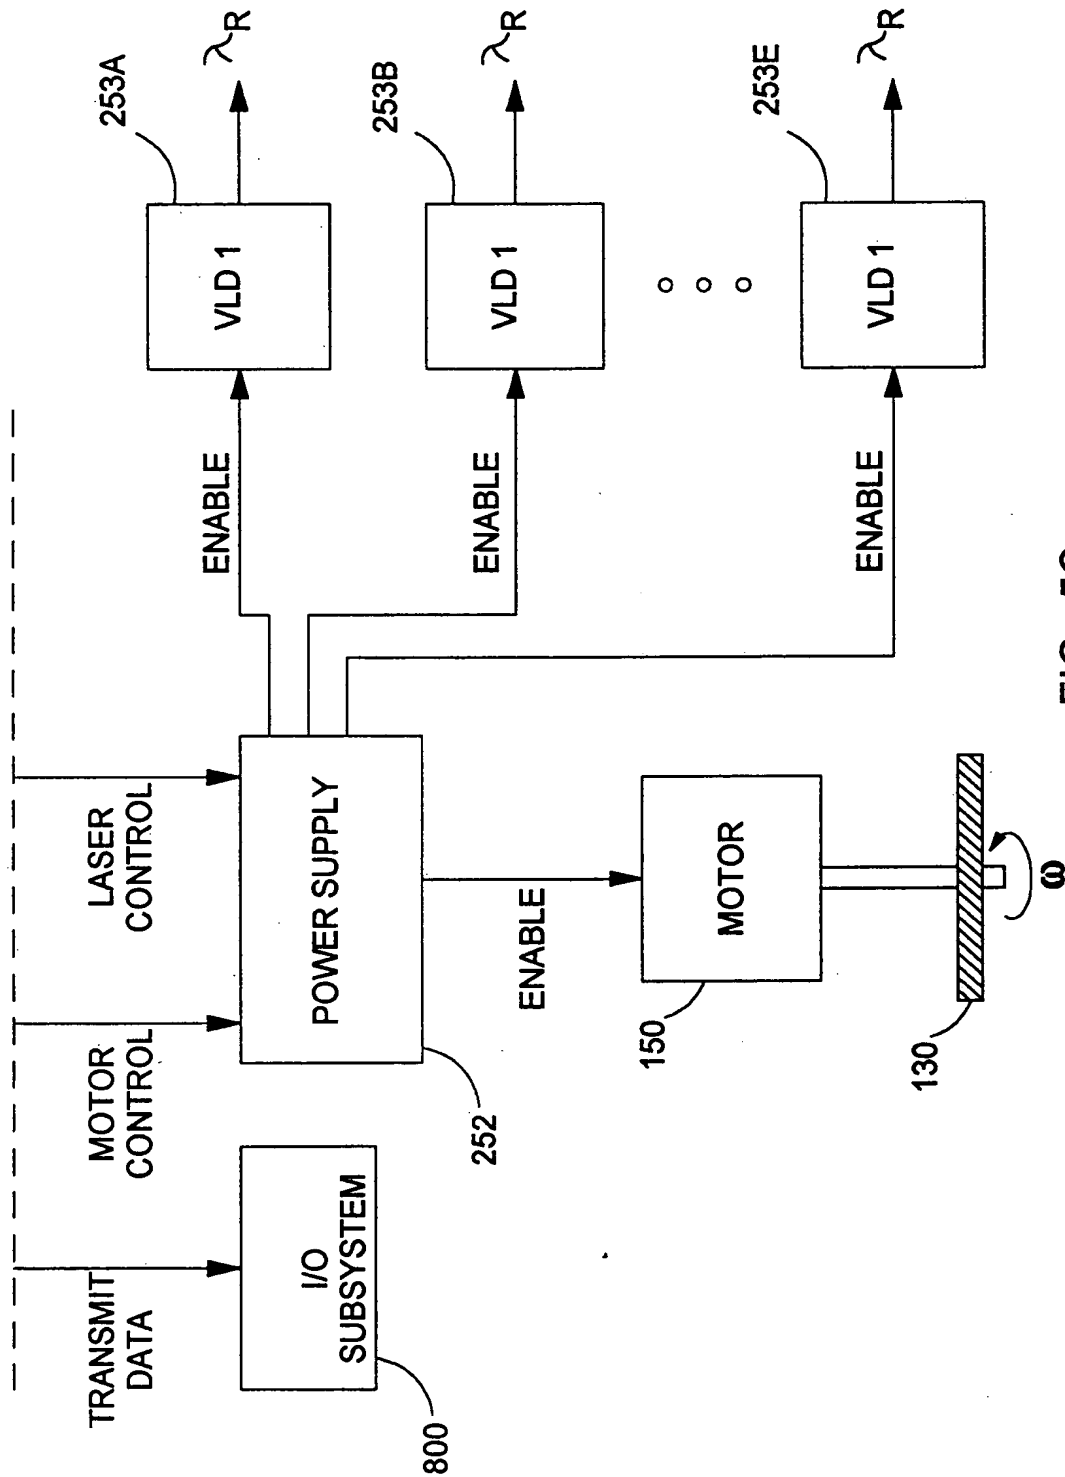 TRANSMIT
DATA
MOTOR
CONTROL
LASER
CONTROL
253A
ENABLE
VLD 1
λR
I/O
SUBSYSTEM
800
POWER SUPPLY
252
253B
ENABLE
VLD 1
λR
ENABLE
150
MOTOR
253E
ENABLE
VLD 1
λR
130
ω